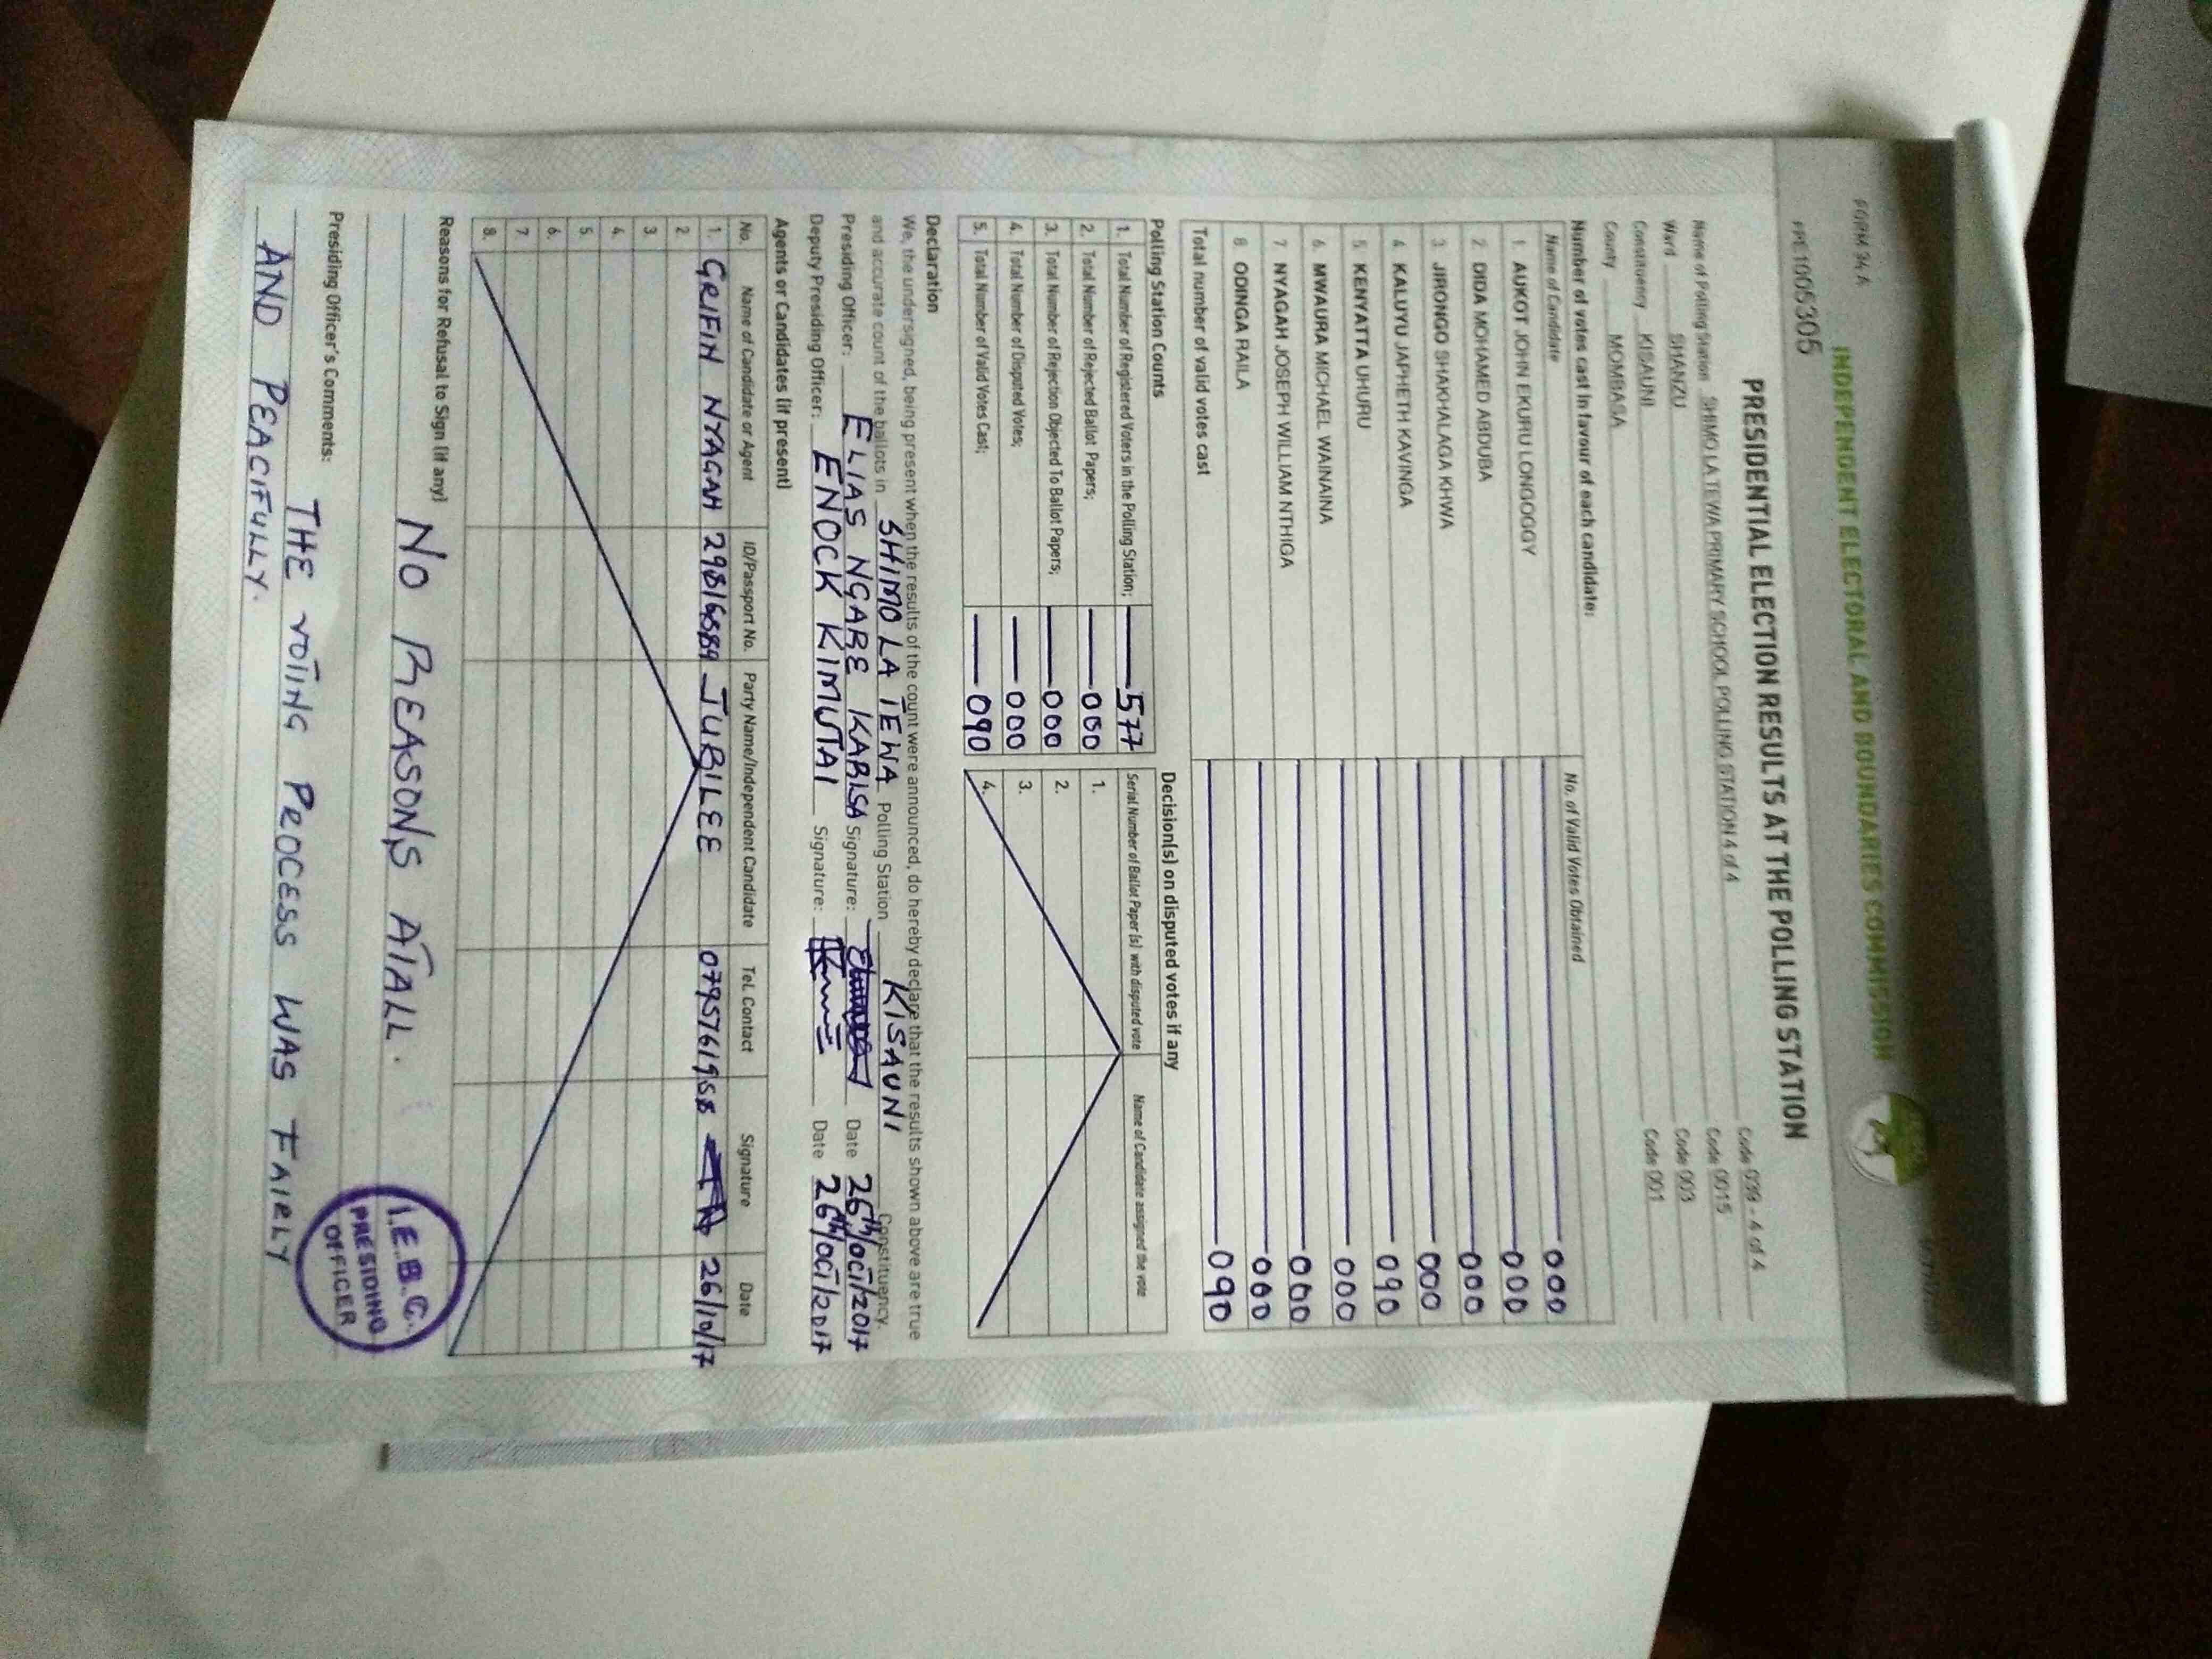 FORM 34 A
INDEPENDENT ELECTORAL AND BOUNDARIES COMMISSION
PPE1005305
PRESIDENTIAL ELECTION RESULTS AT THE POLLING STATION
Name of Polling Station SHIMO LA TEWA PRIMARY SCHOOL POLLING STATION 4 of 4 Code 039 - 4 of 4
Ward SHANZU Code 0015
Constituency KISAUNI Code 003
County MOMBASA Code 001
Number of votes cast in favour of each candidate:
Name of Candidate No. of Valid Votes Obtained
1. AUKOT JOHN EKURU LONGOGGY 000
2. DIDA MOHAMED ABDUBA 000
3. JIRONGO SHAKHALAGA KHWA 000
4. KALUYU JAPHETH KAVINGA 000
5. KENYATTA UHURU 090
6. MWAURA MICHAEL WAINAINA 000
7. NYAGAH JOSEPH WILLIAM NTHIGA 000
8. ODINGA RAILA 000
Total number of valid votes cast 090
Polling Station Counts
1. Total Number of Registered Voters in the Polling Station; 577
2. Total Number of Rejected Ballot Papers; 000
3. Total Number of Rejection Objected To Ballot Papers; 000
4. Total Number of Disputed Votes; 000
5. Total Number of Valid Votes Cast; 090
Decision(s) on disputed votes if any
Serial Number of Ballot Paper (s) with disputed vote Name of Candidate assigned the vote
1.
2.
3.
4.
Declaration
We, the undersigned, being present when the results of the count were announced, do hereby declare that the results shown above are true
and accurate count of the ballots in SHIMO LA TEWA Polling Station KISAUNI Constituency.
Presiding Officer: ELIAS NGARE KABISA Signature: Date 26th/OCT/2017
Deputy Presiding Officer: ENOCK KIMUTAI Signature: Date 26th/OCT/2017
Agents or Candidates (if present)
No. Name of Candidate or Agent ID/Passport No. Party Name/Independent Candidate Tel. Contact Signature Date
1. GRIFIN NYAGAH 29816589 JUBILEE 0795761958 26/10/17
2.
3.
4.
5.
6.
7.
8.
Reasons for Refusal to Sign (if any)
NO REASONS ATALL.
Presiding Officer's Comments:
THE VOTING PROCESS WAS FAIRLY
AND PEACIFULLY.
I.E.B.C.
PRESIDING
OFFICER